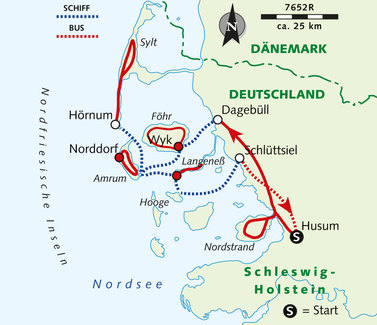 SCHIFF
BUS
7652R
ca. 25 km
N
Sylt
DÄNEMARK
DEUTSCHLAND
Hörnum
Föhr
Dagebüll
Wyk
Norddorf
Schlüttsiel
Langeneß
Amrum
Hooge
Nordfriesische Inseln
Nordstrand
Husum
S
Nordsee
Schleswig-
Holstein
S = Start